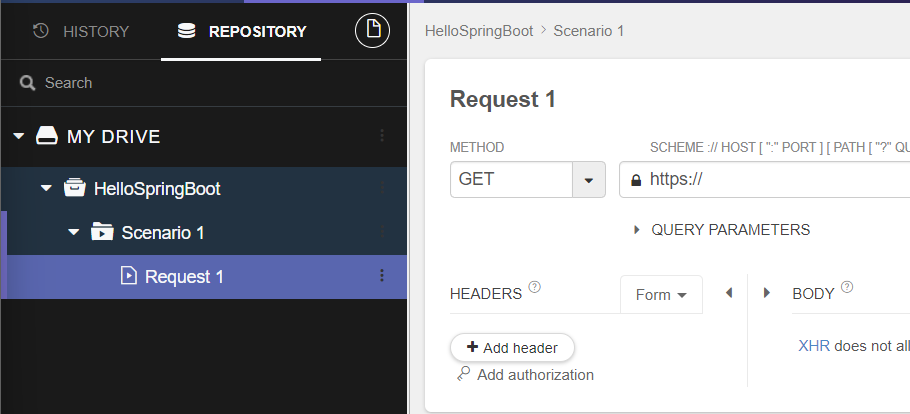 HISTORY
REPOSITORY
Search
MY DRIVE
HelloSpringBoot
Scenario 1
Request 1
HelloSpringBoot > Scenario 1
Request 1
METHOD
SCHEME :// HOST [ ":" PORT ] [ PATH [ "?" QU
GET
https://
QUERY PARAMETERS
HEADERS ?
Form
BODY ?
+ Add header
XHR does not all
Add authorization